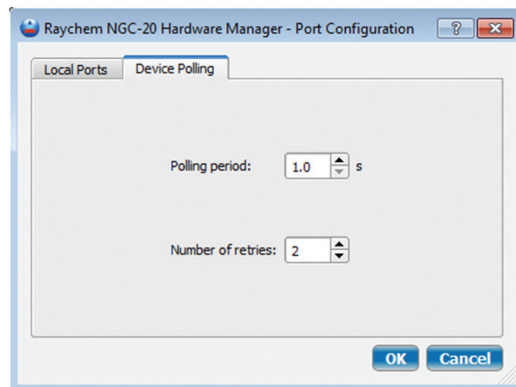 Raychem NGC-20 Hardware Manager - Port Configuration
Local Ports Device Polling
Polling period: 1.0 s
Number of retries: 2
OK Cancel